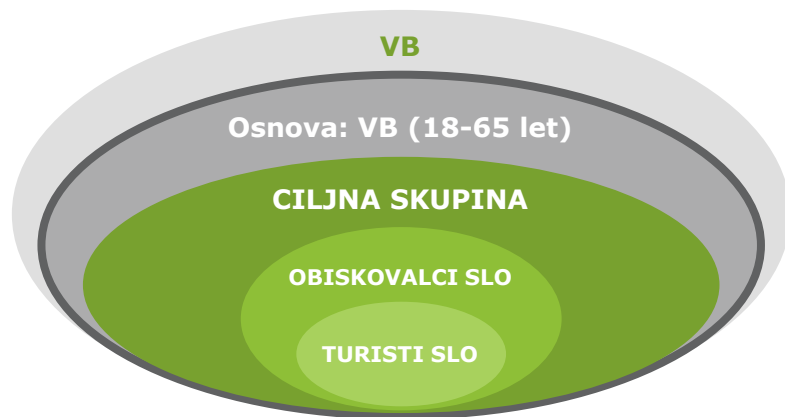 VB
Osnova: VB (18-65 let)
CILJNA SKUPINA
OBISKOVALCI SLO
TURISTI SLO